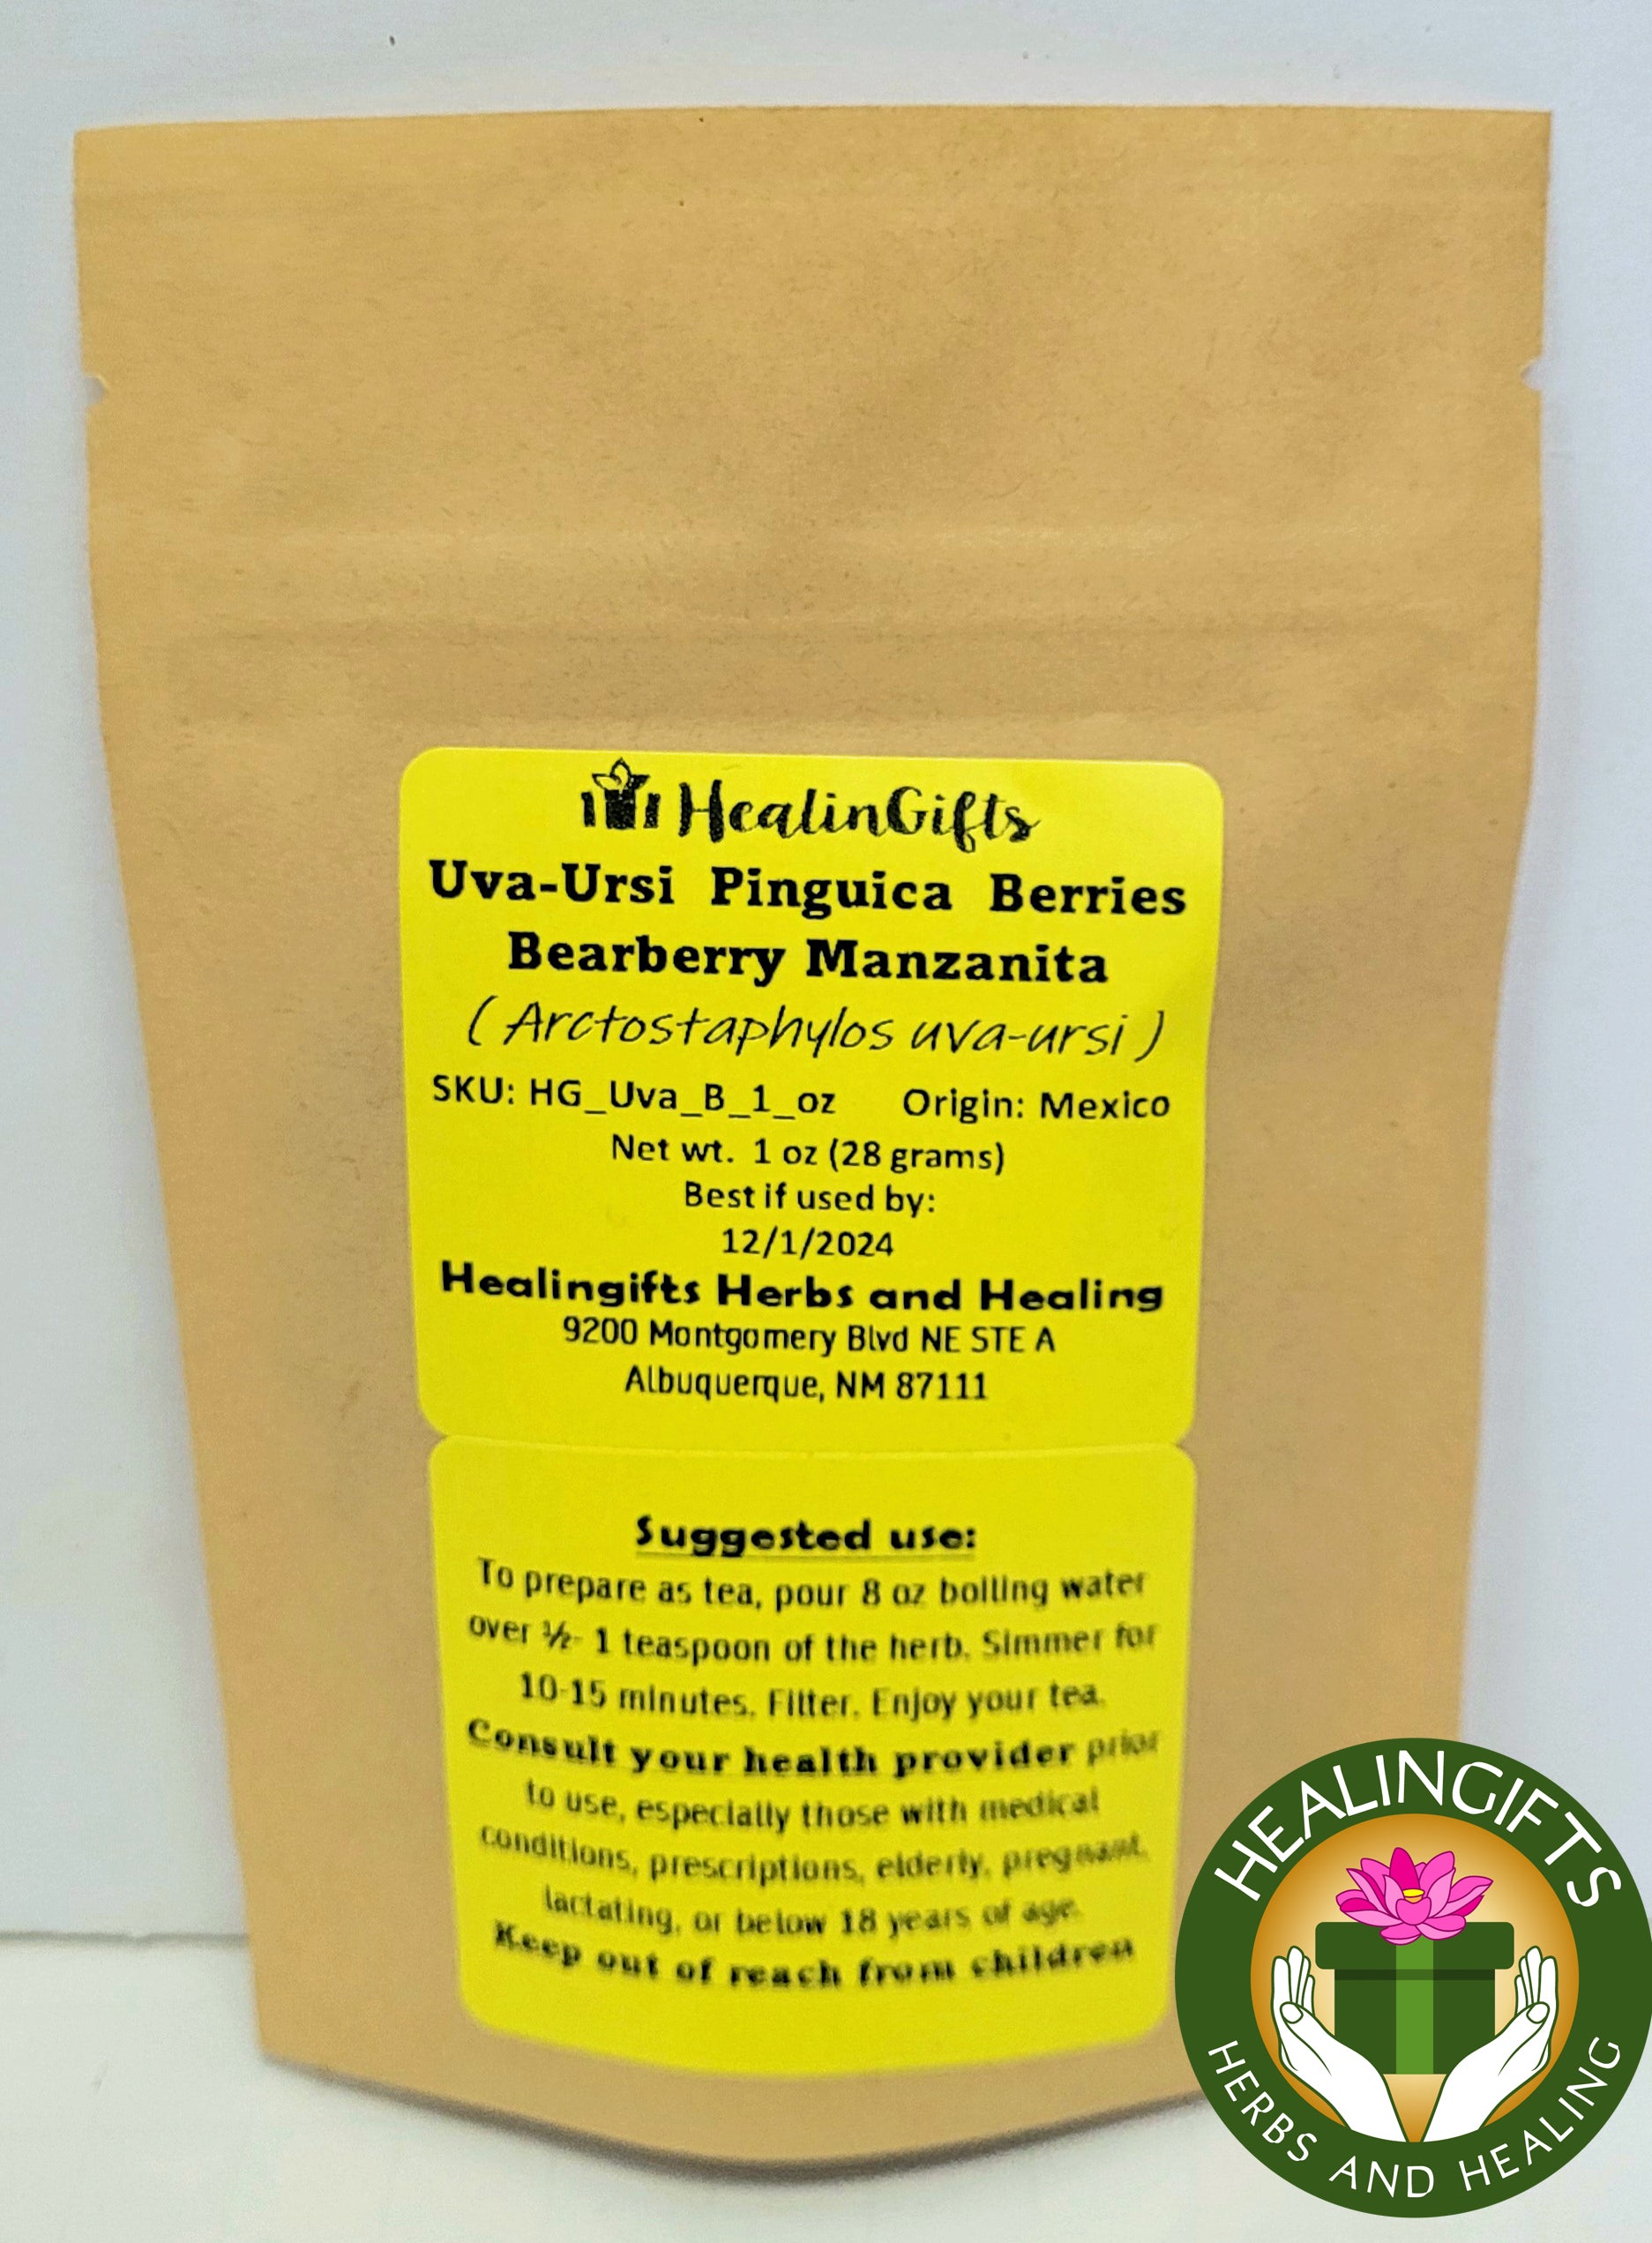 HealinGifts
Uva-Ursi Pinguica Berries
Bearberry Manzanita
(Arctostaphylos uva-ursi)
SKU: HG_Uva_B_1_oz Origin: Mexico
Net wt. 1 oz (28 grams)
Best if used by:
12/1/2024
Healingifts Herbs and Healing
9200 Montgomery Blvd NE STE A
Albuquerque, NM 87111
Suggested use:
To prepare as tea, pour 8 oz boiling water
over ½- 1 teaspoon of the herb. Simmer for
10-15 minutes. Filter. Enjoy your tea.
Consult your health provider prior
to use, especially those with medical
conditions, prescriptions, elderly, pregnant,
lactating, or below 18 years of age.
Keep out of reach from children
HEALINGIFTS
HERBS AND HEALING